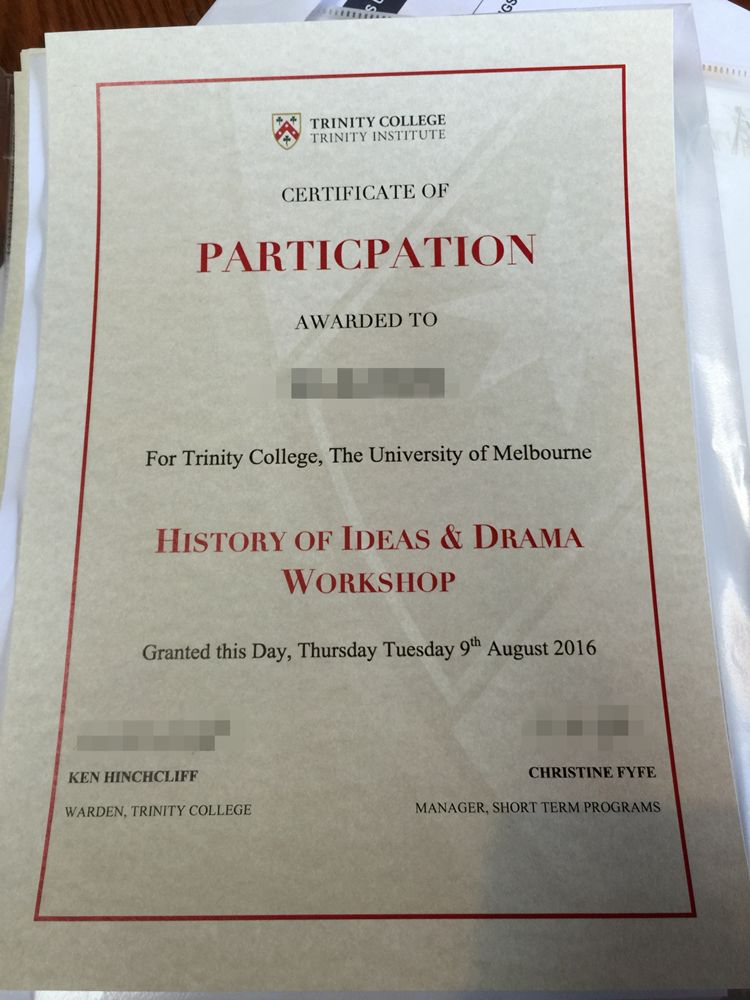 TRINITY COLLEGE
TRINITY INSTITUTE
CERTIFICATE OF
PARTICPATION
AWARDED TO
For Trinity College, The University of Melbourne
HISTORY OF IDEAS & DRAMA
WORKSHOP
Granted this Day, Thursday Tuesday 9th August 2016
KEN HINCHCLIFF
CHRISTINE FYFE
WARDEN, TRINITY COLLEGE
MANAGER, SHORT TERM PROGRAMS